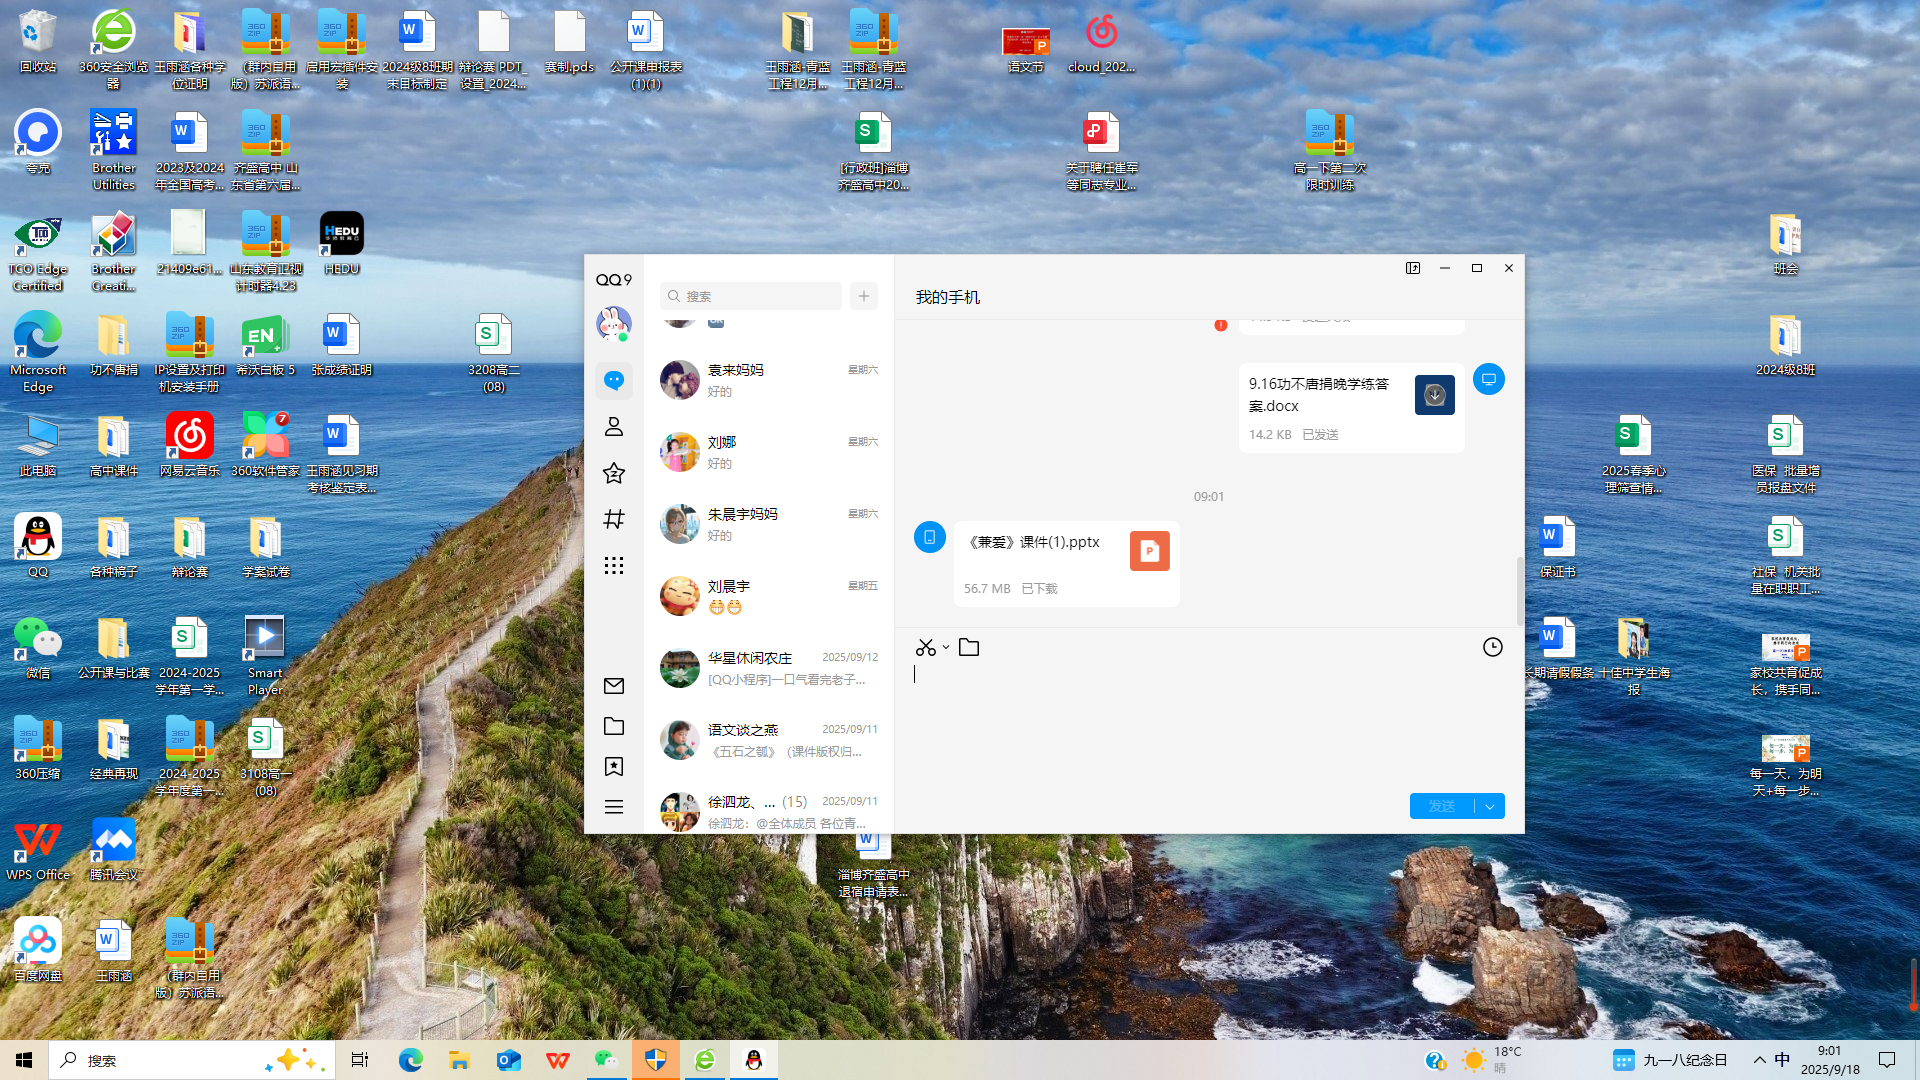 回收站
360安全浏览
器
王雨涵各种学
位证明
(群内自用
版）苏派语...
启用宏插件安
装
2024级8班期
末目标制定
辩论赛 PDT_
设置_2024...
赛制.pds
公开课申报表
(1)(1)
王雨涵-青蓝
工程12月...
王雨涵-青蓝
工程12月...
语文节
cloud_202...
夸克
Brother
Utilities
2023及2024
年全国高考...
齐盛高中 山
东省第六届...
[行政班]淄博
齐盛高中20...
关于聘任崔军
等同志专业...
高一下第二次
限时训练
TCO Edge
Certified
Brother
Creati...
21409e61...
山东教育卫视
计时器4.23
HEDU
班会
Microsoft
Edge
功不唐捐
IP设置及打印
机安装手册
希沃白板 5
张成绩证明
3208高二
(08)
2024级8班
此电脑
高中课件
网易云音乐
360软件管家
王雨涵见习期
考核鉴定表...
2025春季心
理筛查情...
医保_批量增
员报盘文件
QQ
各种稿子
辩论赛
学案试卷
保证书
社保_机关批
量在职职工...
微信
公开课与比赛
2024-2025
学年第一学...
Smart
Player
长期请假假条
十佳中学生海
报
家校共育促成
长，携手同...
360压缩
经典再现
2024-2025
学年度第一...
3108高一
(08)
每一天，为明
天+每一步...
WPS Office
腾讯会议
淄博齐盛高中
退宿申请表...
百度网盘
王雨涵
(群内自用
版）苏派语...
QQ9
搜索
我的手机
袁来妈妈
星期六
好的
刘娜
星期六
好的
朱晨宇妈妈
星期六
好的
刘晨宇
星期五
华星休闲农庄
2025/09/12
[QQ小程序]一口气看完老子...
语文谈之燕
2025/09/11
《五石之瓠》（课件版权归...
徐泗龙、... (15)
2025/09/11
徐泗龙：@全体成员 各位青...
9.16功不唐捐晚学练答
案.docx
14.2 KB 已发送
09:01
《兼爱》课件(1).pptx
56.7 MB 已下载
发送
搜索
18°C
晴
九一八纪念日
中
9:01
2025/9/18